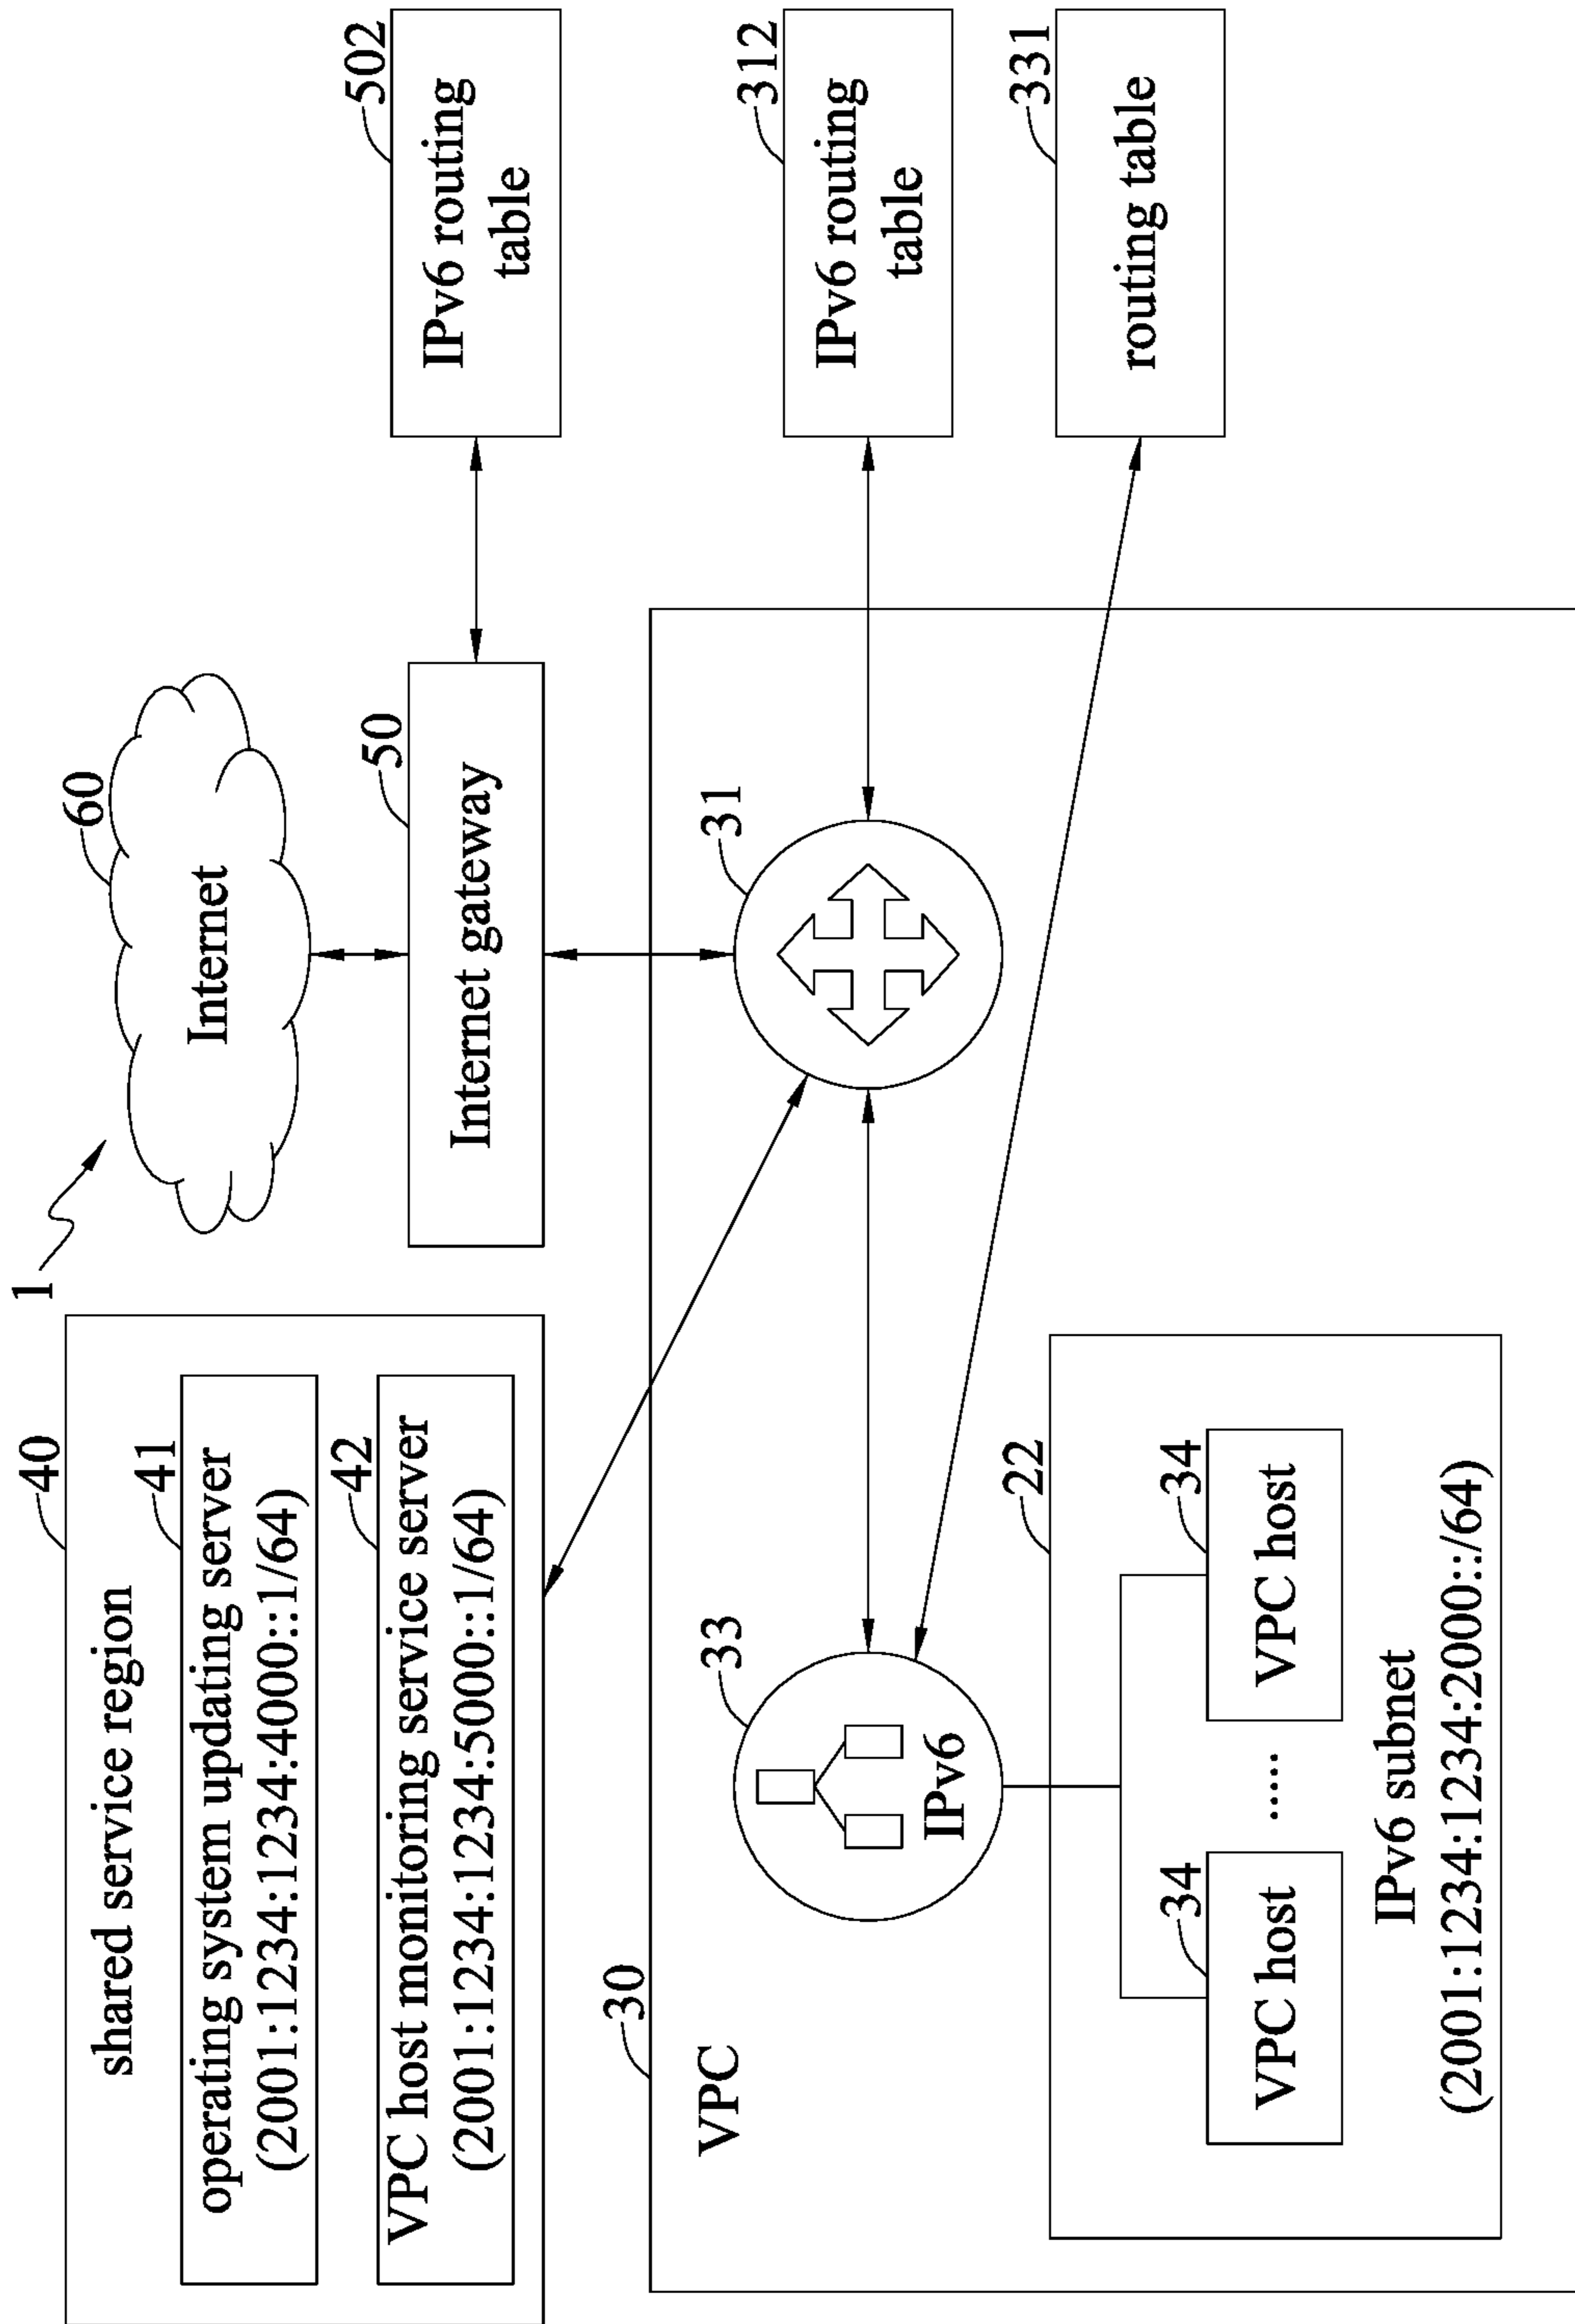 1
40
shared service region
41
operating system updating server
(2001:1234:1234:4000::1/64)
42
VPC host monitoring service server
(2001:1234:1234:5000::1/64)
60
Internet
50
Internet gateway
502
IPv6 routing
table
30
VPC
31
312
IPv6 routing
table
33
IPv6
331
routing table
22
34
VPC host
.....
34
VPC host
IPv6 subnet
(2001:1234:1234:2000::/64)